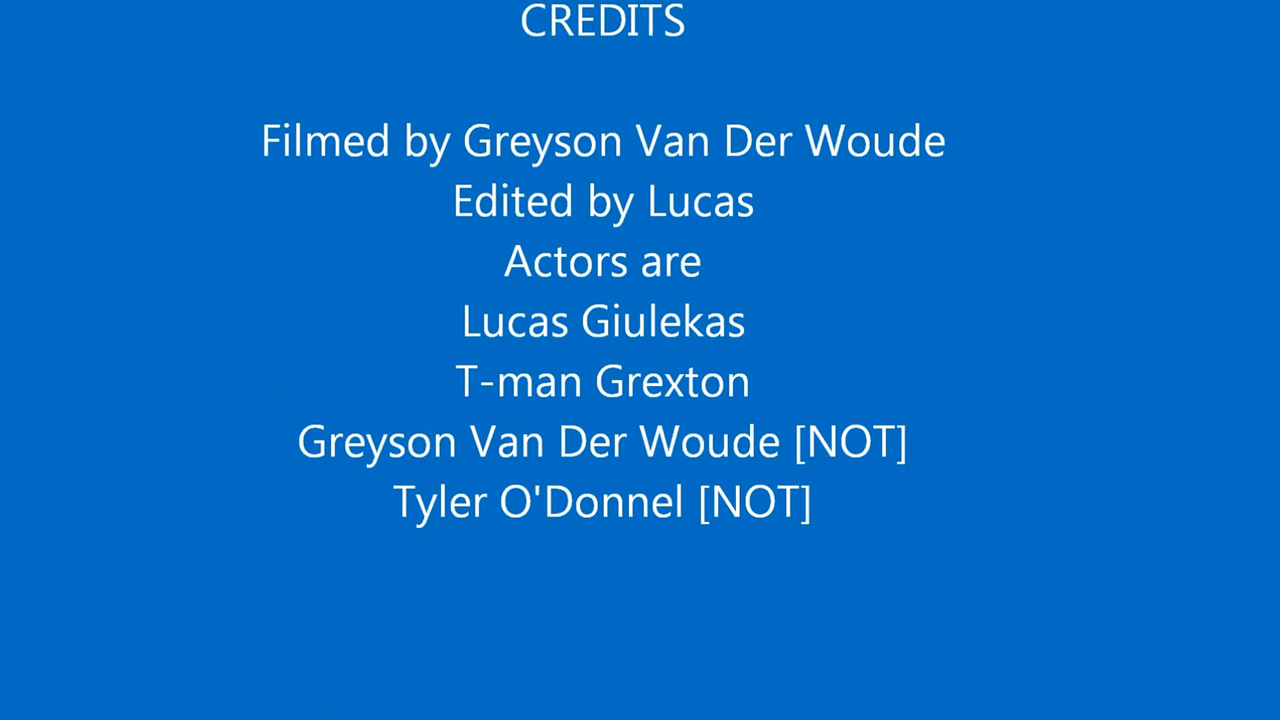 CREDITS
Filmed by Greyson Van Der Woude
Edited by Lucas
Actors are
Lucas Giulekas
T-man Grexton
Greyson Van Der Woude [NOT]
Tyler O'Donnel [NOT]